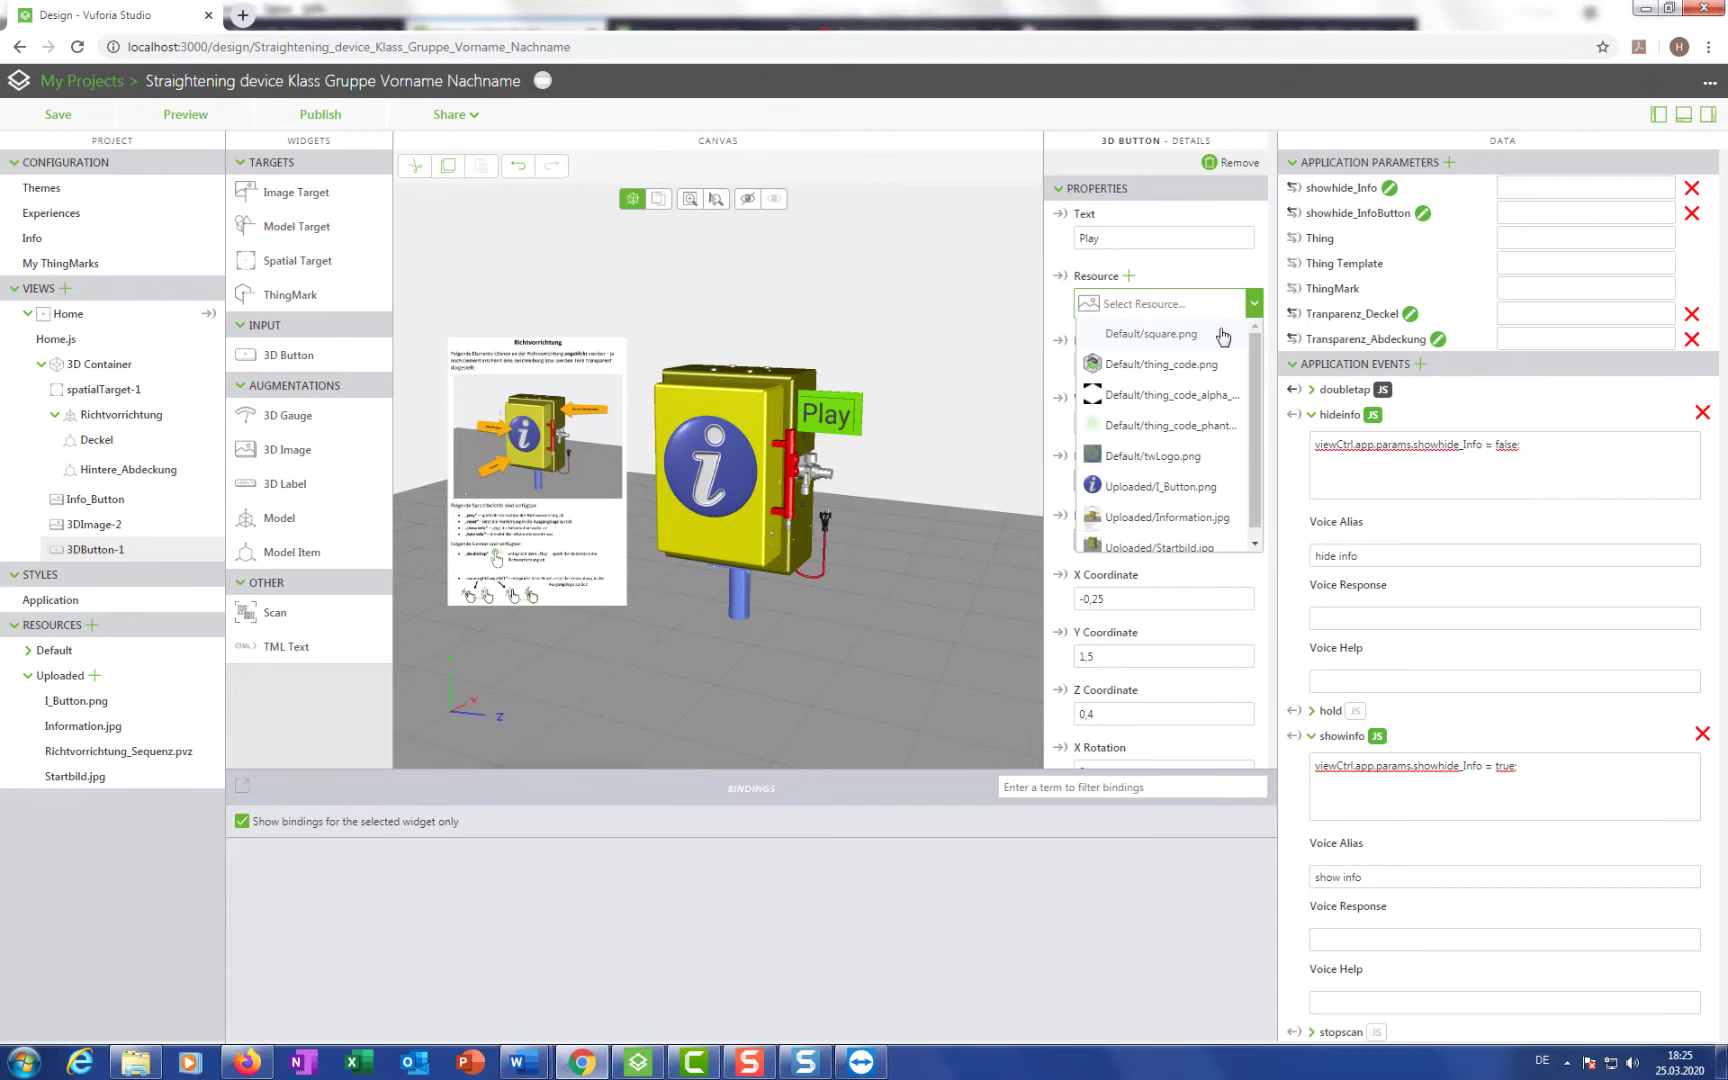 Design - Vuforia Studio
localhost:3000/design/Straightening_device_Klass_Gruppe_Vorname_Nachname
H
My Projects > Straightening device Klass Gruppe Vorname Nachname
Save
Preview
Publish
Share
PROJECT
CONFIGURATION
Themes
Experiences
Info
My ThingMarks
VIEWS
Home
Home.js
3D Container
spatialTarget-1
Richtvorrichtung
Deckel
Hintere_Abdeckung
Info_Button
3DImage-2
3DButton-1
STYLES
Application
RESOURCES
Default
Uploaded
I_Button.png
Information.jpg
Richtvorrichtung_Sequenz.pvz
Startbild.jpg
WIDGETS
TARGETS
Image Target
Model Target
Spatial Target
ThingMark
INPUT
3D Button
AUGMENTATIONS
3D Gauge
3D Image
3D Label
Model
Model Item
OTHER
Scan
TML Text
CANVAS
Richtvorrichtung
Play
i
X
Z
BINDINGS
Enter a term to filter bindings
Show bindings for the selected widget only
3D BUTTON - DETAILS
Remove
PROPERTIES
Text
Play
Resource
Select Resource...
Default/square.png
Default/thing_code.png
Default/thing_code_alpha_...
Default/thing_code_phant...
Default/twLogo.png
Uploaded/I_Button.png
Uploaded/Information.jpg
Uploaded/Startbild.jpg
X Coordinate
-0,25
Y Coordinate
1,5
Z Coordinate
0,4
X Rotation
DATA
APPLICATION PARAMETERS
showhide_Info
showhide_InfoButton
Thing
Thing Template
ThingMark
Tranparenz_Deckel
Transparenz_Abdeckung
APPLICATION EVENTS
doubletap JS
hideinfo JS
viewCtrl.app.params.showhide_Info = false;
Voice Alias
hide info
Voice Response
Voice Help
hold JS
showinfo JS
viewCtrl.app.params.showhide_Info = true;
Voice Alias
show info
Voice Response
Voice Help
stopscan JS
DE
18:25
25.03.2020